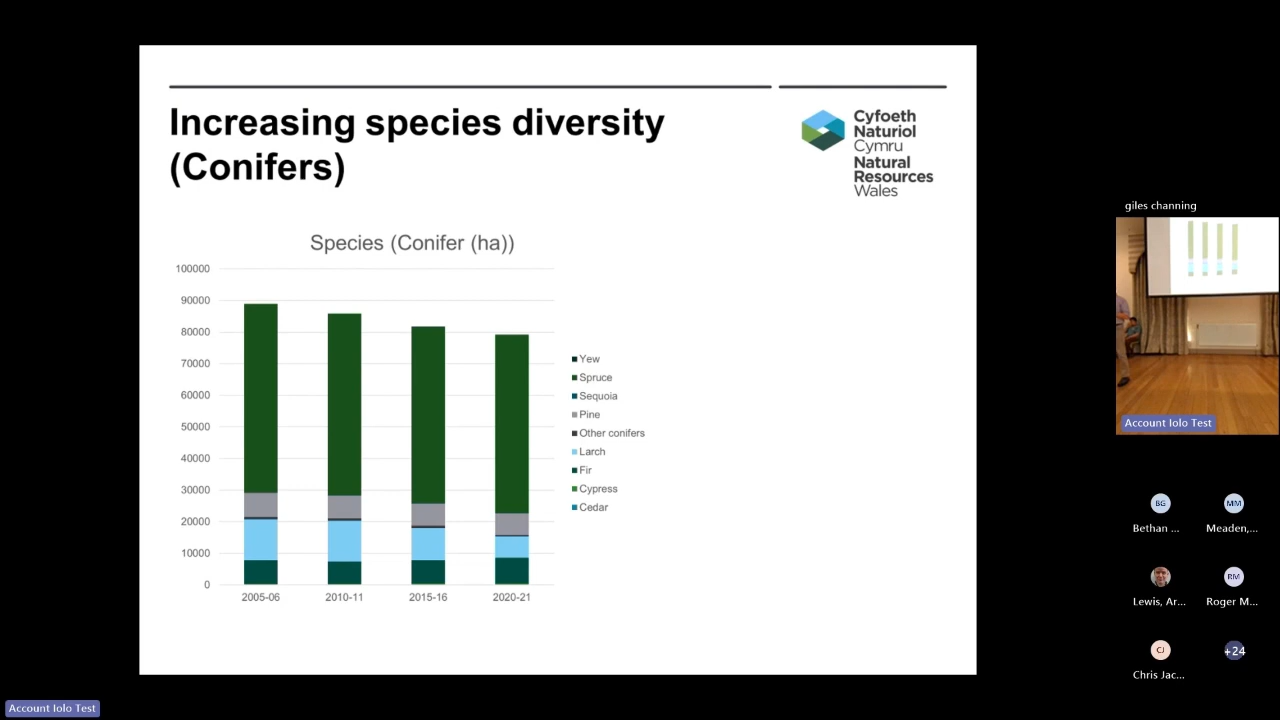 Increasing species diversity
(Conifers)
Cyfoeth
Naturiol
Cymru
Natural
Resources
Wales
Species (Conifer (ha))
100000
90000
80000
70000
60000
50000
40000
30000
20000
10000
0
2005-06
2010-11
2015-16
2020-21
Yew
Spruce
Sequoia
Pine
Other conifers
Larch
Fir
Cypress
Cedar
giles channing
Account Iolo Test
BG
MM
Bethan ...
Meaden,...
RM
Lewis, Ar...
Roger M...
CJ
+24
Chris Jac...
Account Iolo Test